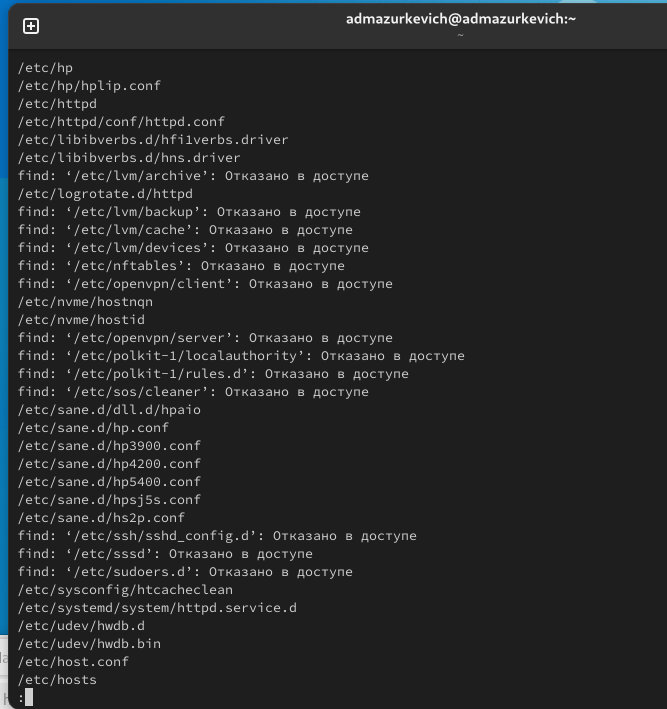 admazurkevich@admazurkevich:~
~
/etc/hp
/etc/hp/hplip.conf
/etc/httpd
/etc/httpd/conf/httpd.conf
/etc/libibverbs.d/hfi1verbs.driver
/etc/libibverbs.d/hns.driver
find: ‘/etc/lvm/archive’: Отказано в доступе
/etc/logrotate.d/httpd
find: ‘/etc/lvm/backup’: Отказано в доступе
find: ‘/etc/lvm/cache’: Отказано в доступе
find: ‘/etc/lvm/devices’: Отказано в доступе
find: ‘/etc/nftables’: Отказано в доступе
find: ‘/etc/openvpn/client’: Отказано в доступе
/etc/nvme/hostnqn
/etc/nvme/hostid
find: ‘/etc/openvpn/server’: Отказано в доступе
find: ‘/etc/polkit-1/localauthority’: Отказано в доступе
find: ‘/etc/polkit-1/rules.d’: Отказано в доступе
find: ‘/etc/sos/cleaner’: Отказано в доступе
/etc/sane.d/dll.d/hpaio
/etc/sane.d/hp.conf
/etc/sane.d/hp3900.conf
/etc/sane.d/hp4200.conf
/etc/sane.d/hp5400.conf
/etc/sane.d/hpsj5s.conf
/etc/sane.d/hs2p.conf
find: ‘/etc/ssh/sshd_config.d’: Отказано в доступе
find: ‘/etc/sssd’: Отказано в доступе
find: ‘/etc/sudoers.d’: Отказано в доступе
/etc/sysconfig/htcacheclean
/etc/systemd/system/httpd.service.d
/etc/udev/hwdb.d
/etc/udev/hwdb.bin
/etc/host.conf
/etc/hosts
: